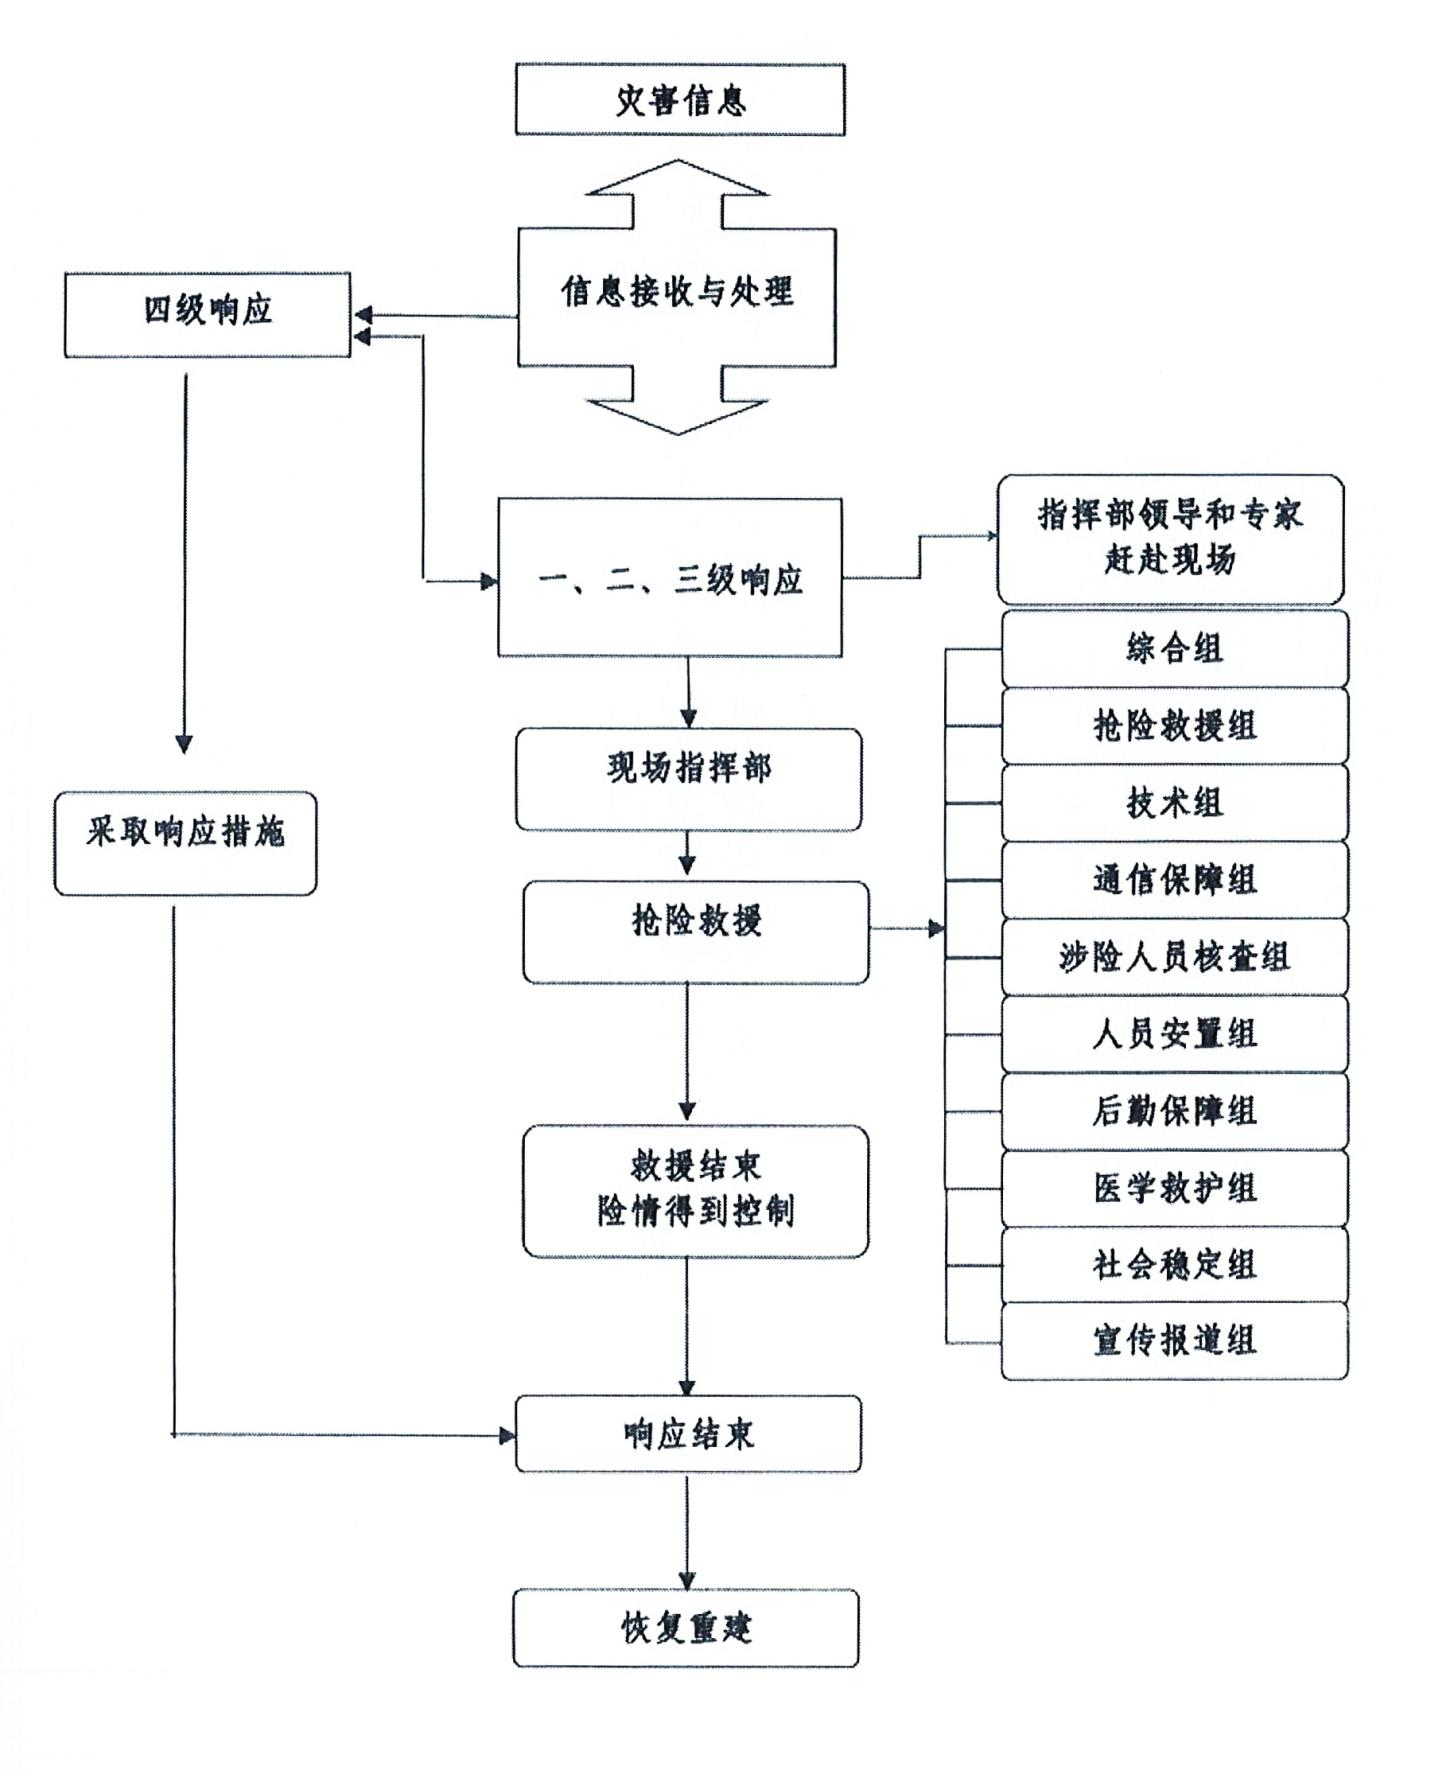 灾害信息
信息接收与处理
四级响应
一、二、三级响应
指挥部领导和专家
赶赴现场
综合组
抢险救援组
技术组
通信保障组
涉险人员核查组
人员安置组
后勤保障组
医学救护组
社会稳定组
宣传报道组
现场指挥部
采取响应措施
抢险救援
救援结束
险情得到控制
响应结束
恢复重建